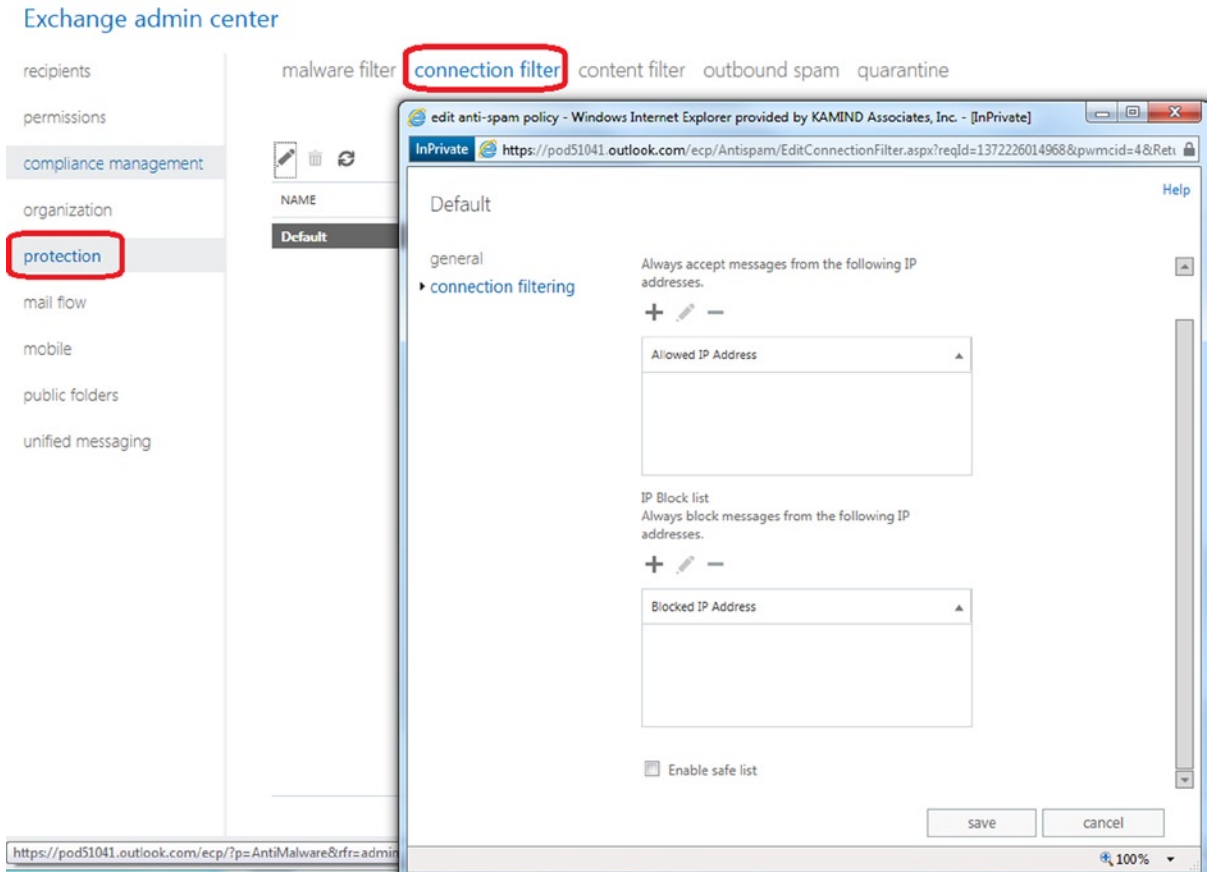 Exchange admin center
recipients
permissions
compliance management
organization
protection
mail flow
mobile
public folders
unified messaging
malware filter connection filter content filter outbound spam quarantine
NAME
Default
edit anti-spam policy - Windows Internet Explorer provided by KAMIND Associates, Inc. - [InPrivate]
InPrivate https://pod51041.outlook.com/ecp/Antispam/EditConnectionFilter.aspx?reqId=1372226014968&pwmcid=4&Retu
Help
Default
general
connection filtering
Always accept messages from the following IP
addresses.
Allowed IP Address
IP Block list
Always block messages from the following IP
addresses.
Blocked IP Address
Enable safe list
save cancel
https://pod51041.outlook.com/ecp/?p=AntiMalware&rfr=admin
100%